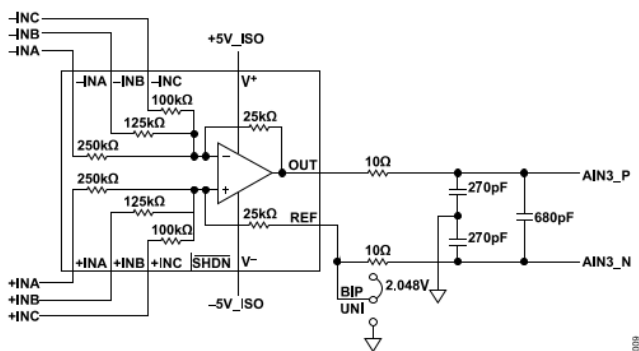 –INC
–INB
–INA
+5V_ISO
–INA –INB –INC V+
100kΩ
125kΩ
25kΩ
250kΩ
–
OUT
10Ω
AIN3_P
250kΩ
+
125kΩ
25kΩ
REF
270pF
680pF
270pF
100kΩ
10Ω
AIN3_N
+INA +INB +INC SHDN V–
BIP
2.048V
UNI
+INA
+INB
+INC
–5V_ISO
009